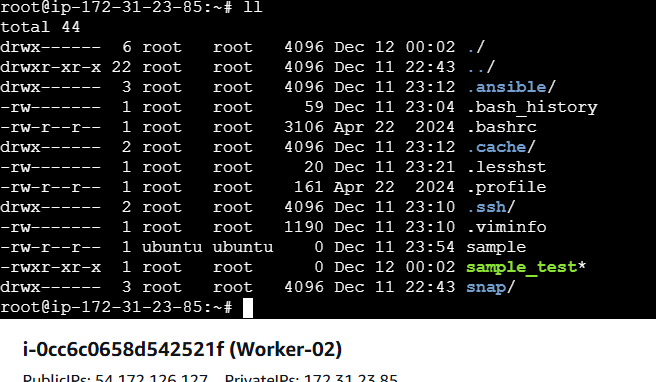 root@ip-172-31-23-85:~# ll
total 44
drwx------  6 root   root   4096 Dec 12 00:02 ./
drwxr-xr-x 22 root   root   4096 Dec 11 22:43 ../
drwx------  3 root   root   4096 Dec 11 23:12 .ansible/
-rw-------  1 root   root     59 Dec 11 23:04 .bash_history
-rw-r--r--  1 root   root   3106 Apr 22  2024 .bashrc
drwx------  2 root   root   4096 Dec 11 23:12 .cache/
-rw-------  1 root   root     20 Dec 11 23:21 .lesshst
-rw-r--r--  1 root   root    161 Apr 22  2024 .profile
drwx------  2 root   root   4096 Dec 11 23:10 .ssh/
-rw-------  1 root   root   1190 Dec 11 23:10 .viminfo
-rw-r--r--  1 ubuntu ubuntu    0 Dec 11 23:54 sample
-rwxr-xr-x  1 root   root      0 Dec 12 00:02 sample_test*
drwx------  3 root   root   4096 Dec 11 22:43 snap/
root@ip-172-31-23-85:~#
i-0cc6c0658d542521f (Worker-02)
PublicIPs: 54.172.126.127 PrivateIPs: 172.31.23.85